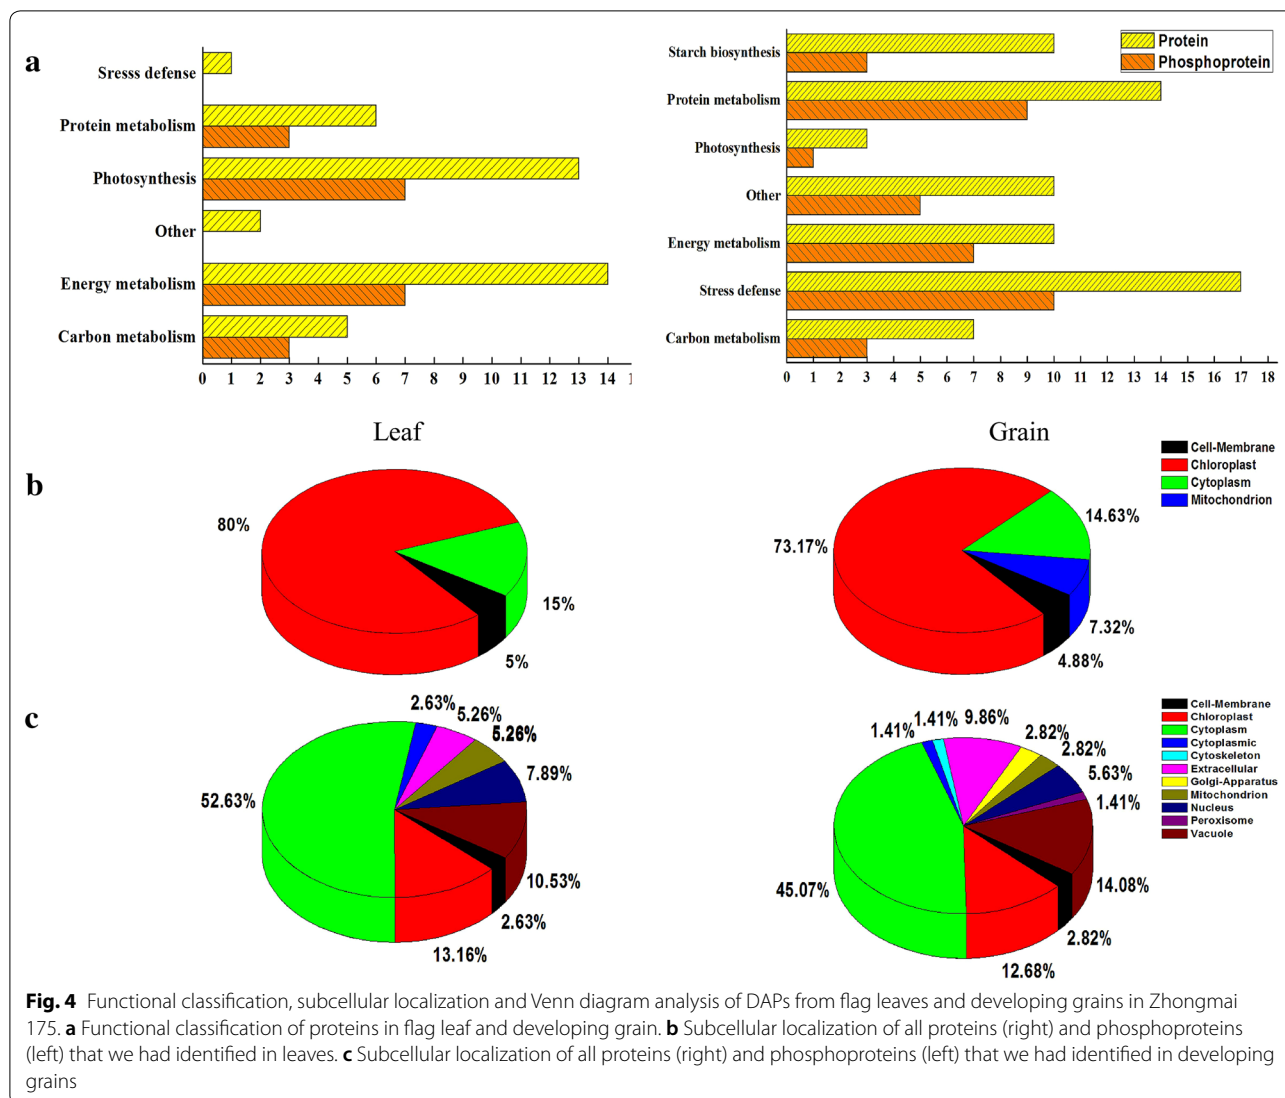 a
Sresss defense
Protein metabolism
Photosynthesis
Other
Energy metabolism
Carbon metabolism
0 1 2 3 4 5 6 7 8 9 10 11 12 13 14
Starch biosynthesis
Protein metabolism
Photosynthesis
Other
Energy metabolism
Stress defense
Carbon metabolism
0 1 2 3 4 5 6 7 8 9 10 11 12 13 14 15 16 17 18
Protein
Phosphoprotein
Leaf
Grain
b
80%
15%
5%
73.17%
14.63%
7.32%
4.88%
Cell-Membrane
Chloroplast
Cytoplasm
Mitochondrion
c
2.63%
5.26%
5.26%
7.89%
52.63%
10.53%
2.63%
13.16%
1.41%
1.41%
9.86%
2.82%
2.82%
5.63%
1.41%
45.07%
14.08%
2.82%
12.68%
Cell-Membrane
Chloroplast
Cytoplasm
Cytoplasmic
Cytoskeleton
Extracellular
Golgi-Apparatus
Mitochondrion
Nucleus
Peroxisome
Vacuole
Fig. 4 Functional classification, subcellular localization and Venn diagram analysis of DAPs from flag leaves and developing grains in Zhongmai
175. a Functional classification of proteins in flag leaf and developing grain. b Subcellular localization of all proteins (right) and phosphoproteins
(left) that we had identified in leaves. c Subcellular localization of all proteins (right) and phosphoproteins (left) that we had identified in developing
grains